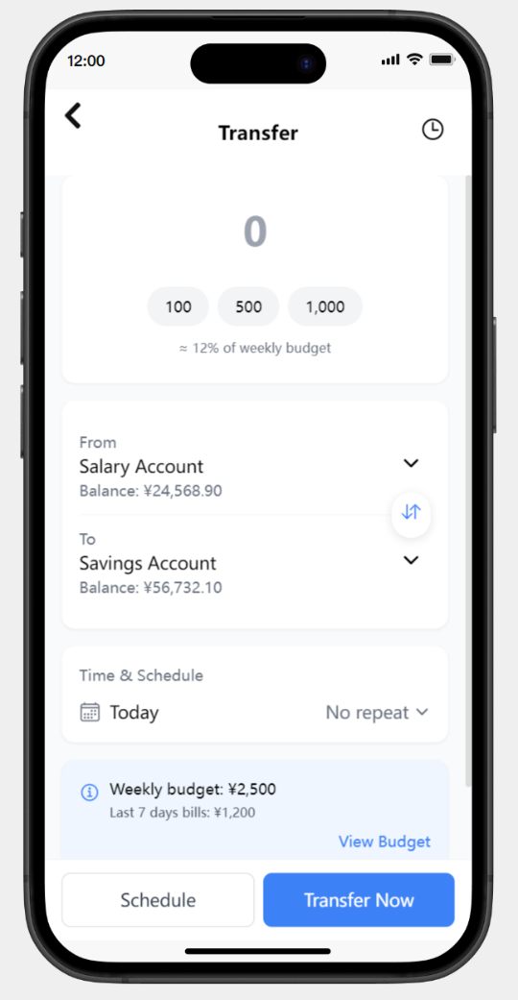 12:00
Transfer
0
100 500 1,000
≈ 12% of weekly budget
From
Salary Account
Balance: ¥24,568.90
To
Savings Account
Balance: ¥56,732.10
Time & Schedule
Today No repeat
Weekly budget: ¥2,500
Last 7 days bills: ¥1,200
View Budget
Schedule Transfer Now